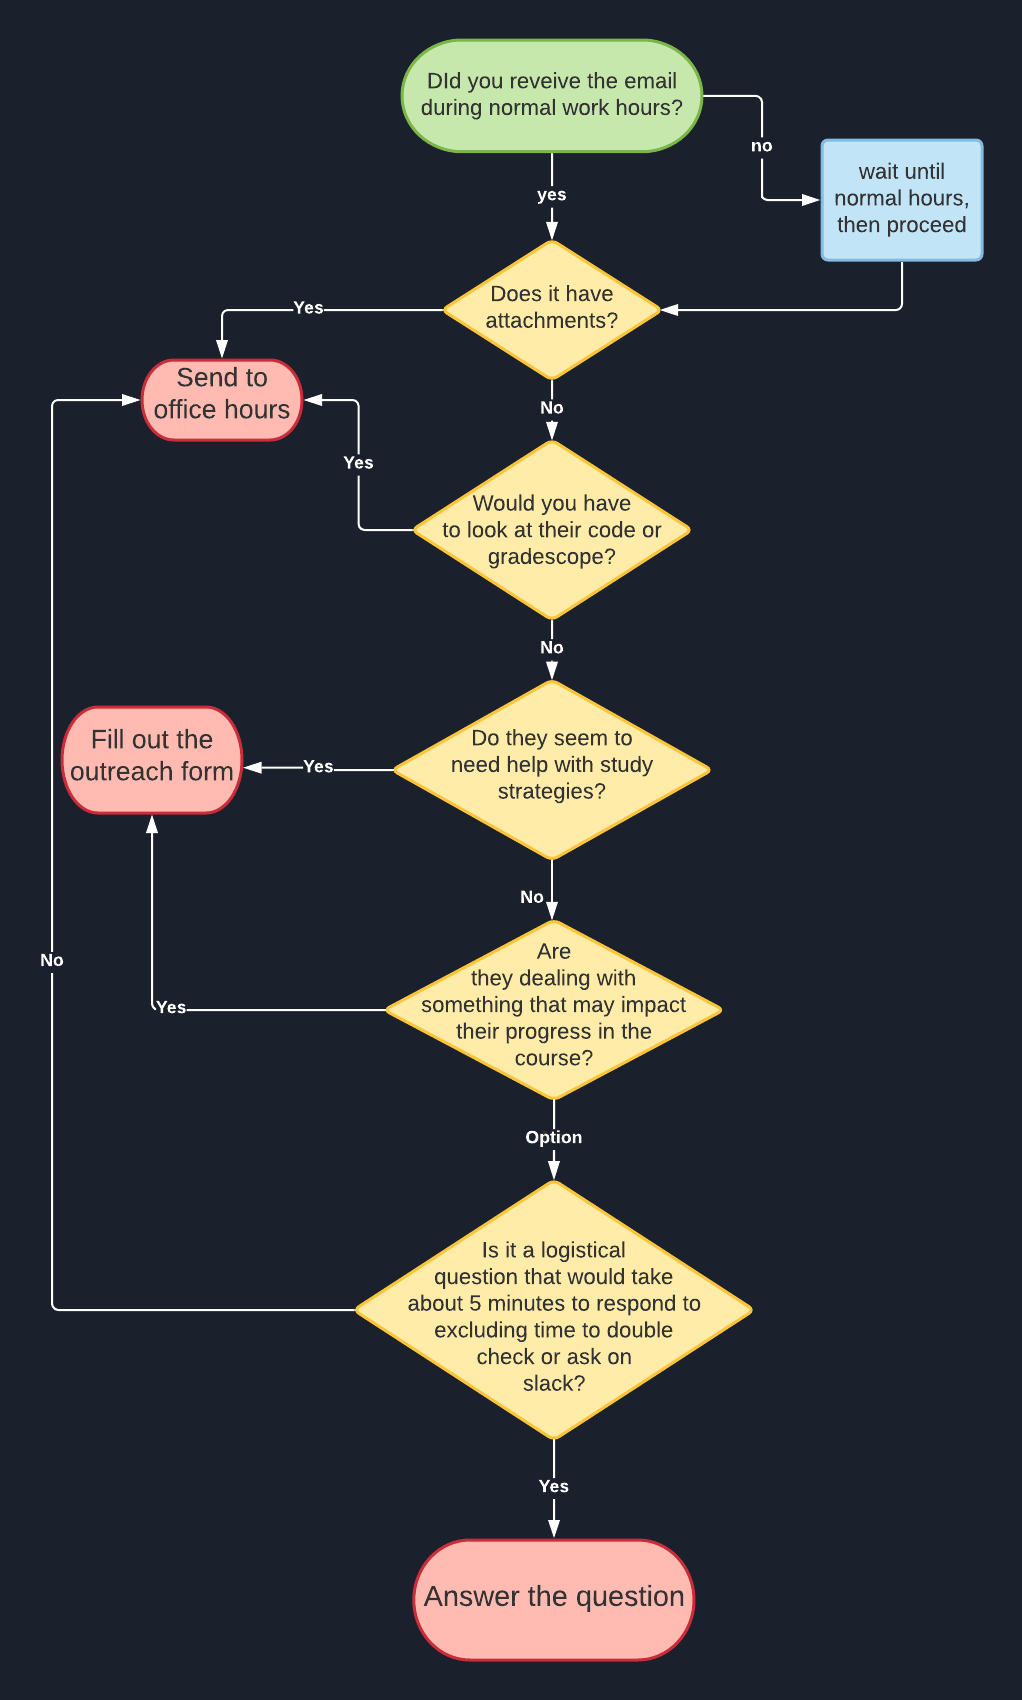 DId you reveive the email
during normal work hours?
no
wait until
normal hours,
then proceed
yes
Does it have
attachments?
Yes
Send to
office hours
No
Yes
Would you have
to look at their code or
gradescope?
No
Do they seem to
need help with study
strategies?
Yes
Fill out the
outreach form
No
Are
they dealing with
something that may impact
their progress in the
course?
No
Yes
Option
Is it a logistical
question that would take
about 5 minutes to respond to
excluding time to double
check or ask on
slack?
Yes
Answer the question